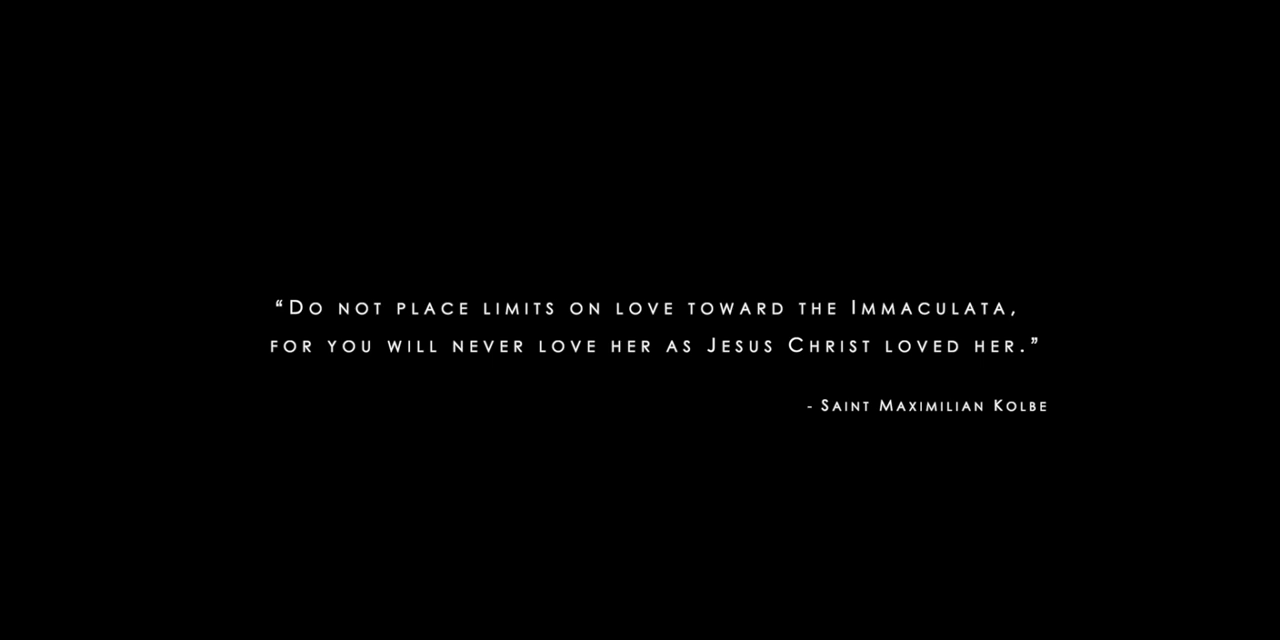 “Do not place limits on love toward the Immaculata,
for you will never love her as Jesus Christ loved her.”
- Saint Maximilian Kolbe